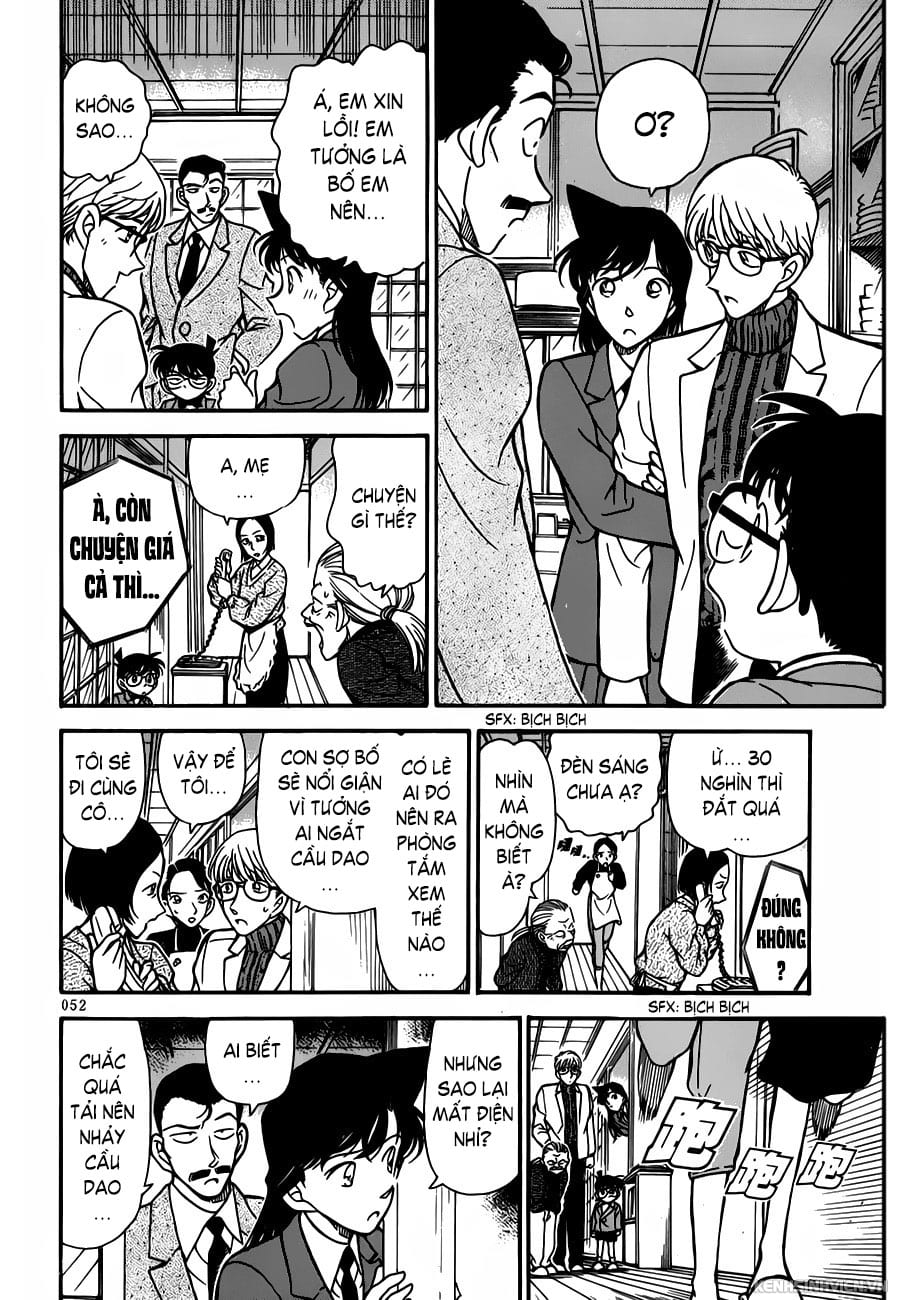 Ơ?
Á, EM XIN
LỖI! EM
TƯỞNG LÀ
BỐ EM
NÊN...
KHÔNG
SAO...
CHUYỆN
GÌ THẾ?
A, MẸ
...
À, CÒN
CHUYỆN GIÁ
CẢ THÌ...
SFX: BỊCH BỊCH
Ừ... 30
NGHÌN THÌ
ĐẮT QUÁ
...
ĐÚNG
KHÔNG
?
ĐÈN SÁNG
CHƯA Ạ?
NHÌN
MÀ
KHÔNG
BIẾT
À?
CÓ LẼ
AI ĐÓ
NÊN RA
PHÒNG
TẮM
XEM
THẾ
NÀO
...
CON SỢ BỐ
SẼ NỔI GIẬN
VÌ TƯỞNG
AI NGẮT
CẦU DAO
...
VẬY ĐỂ
TÔI...
TÔI SẼ
ĐI CÙNG
CÔ...
052
SFX: BỊCH BỊCH
跑
跑
跑
NHƯNG
SAO LẠI
MẤT ĐIỆN
NHỈ?
AI BIẾT
...
CHẮC
QUÁ
TẢI NÊN
NHẢY
CẦU
DAO
...